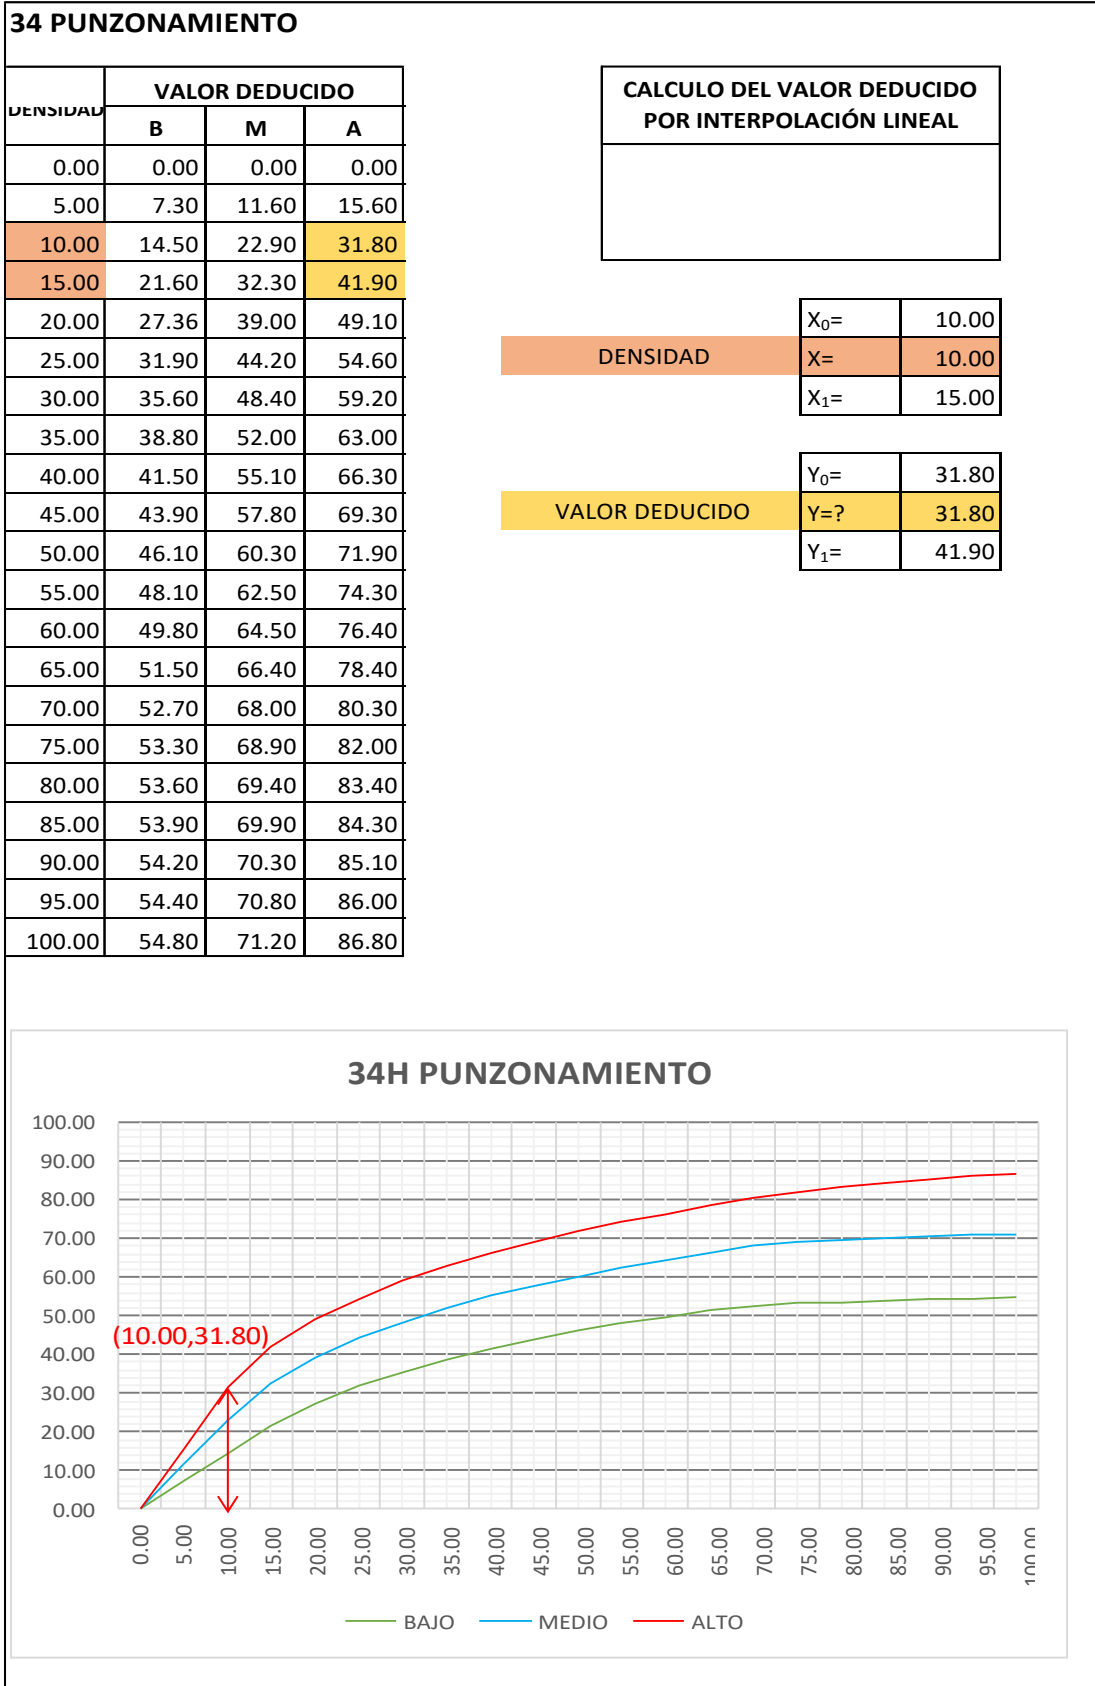 34 PUNZONAMIENTO
DENSIDAD VALOR DEDUCIDO
B M A
0.00 0.00 0.00 0.00
5.00 7.30 11.60 15.60
10.00 14.50 22.90 31.80
15.00 21.60 32.30 41.90
20.00 27.36 39.00 49.10
25.00 31.90 44.20 54.60
30.00 35.60 48.40 59.20
35.00 38.80 52.00 63.00
40.00 41.50 55.10 66.30
45.00 43.90 57.80 69.30
50.00 46.10 60.30 71.90
55.00 48.10 62.50 74.30
60.00 49.80 64.50 76.40
65.00 51.50 66.40 78.40
70.00 52.70 68.00 80.30
75.00 53.30 68.90 82.00
80.00 53.60 69.40 83.40
85.00 53.90 69.90 84.30
90.00 54.20 70.30 85.10
95.00 54.40 70.80 86.00
100.00 54.80 71.20 86.80
CALCULO DEL VALOR DEDUCIDO
POR INTERPOLACIÓN LINEAL
X₀= 10.00
DENSIDAD X= 10.00
X₁= 15.00
Y₀= 31.80
VALOR DEDUCIDO Y=? 31.80
Y₁= 41.90
34H PUNZONAMIENTO
100.00
90.00
80.00
70.00
60.00
50.00
40.00
30.00
20.00
10.00
0.00
(10.00,31.80)
0.00 5.00 10.00 15.00 20.00 25.00 30.00 35.00 40.00 45.00 50.00 55.00 60.00 65.00 70.00 75.00 80.00 85.00 90.00 95.00 100.00
BAJO MEDIO ALTO